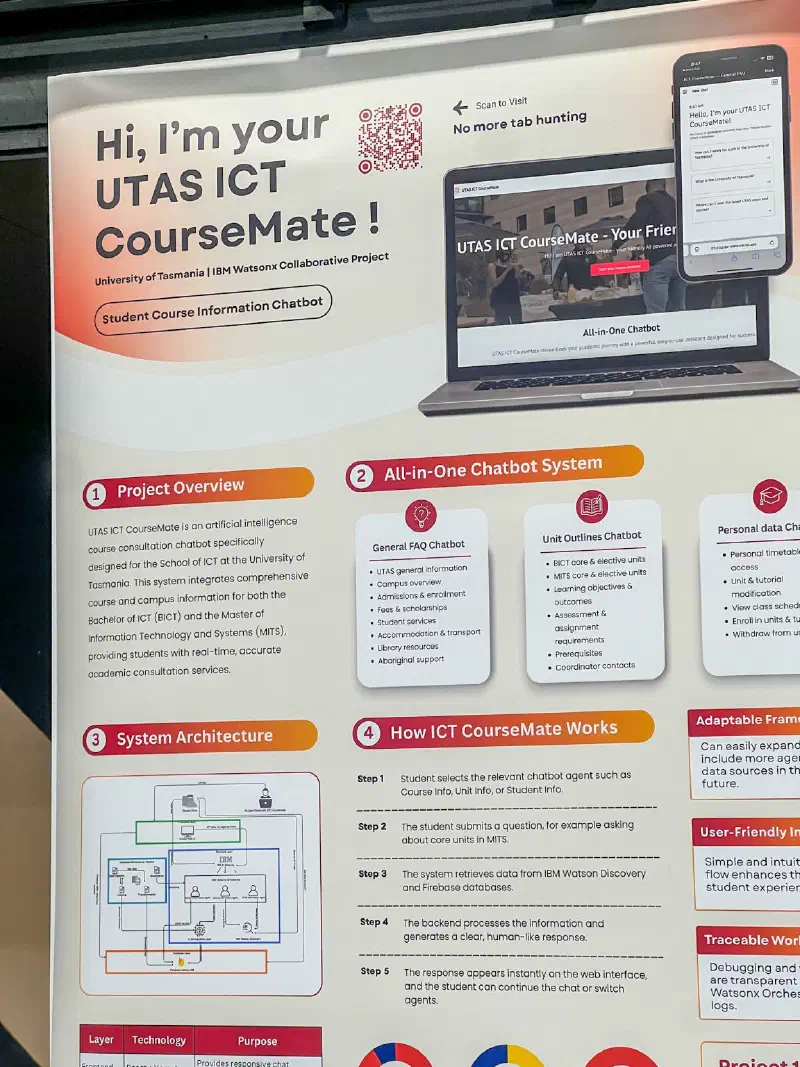 Hi, I'm your
UTAS ICT
CourseMate !
University of Tasmania | IBM Watsonx Collaborative Project
Student Course Information Chatbot
Scan to Visit
No more tab hunting
UTAS ICT CourseMate
UTAS ICT CourseMate - Your Frien
All-in-One Chatbot
Hello, I'm your UTAS ICT
CourseMate!
1 Project Overview
UTAS ICT CourseMate is an artificial intelligence
course consultation chatbot specifically
designed for the School of ICT at the University of
Tasmania. This system integrates comprehensive
course and campus information for both the
Bachelor of ICT (BICT) and the Master of
Information Technology and Systems (MITS),
providing students with real-time, accurate
academic consultation services.
2 All-in-One Chatbot System
General FAQ Chatbot
• UTAS general information
• Campus overview
• Admissions & enrollment
• Fees & scholarships
• Student services
• Accommodation & transport
• Library resources
• Aboriginal support
Unit Outlines Chatbot
• BICT core & elective units
• MITS core & elective units
• Learning objectives &
outcomes
• Assessment &
assignment
requirements
• Prerequisites
• Coordinator contacts
Personal data Cha
• Personal timetable
access
• Unit & tutorial
modification
• View class sched
• Enroll in units & tu
• Withdraw from u
3 System Architecture
IBM
4 How ICT CourseMate Works
Step 1 Student selects the relevant chatbot agent such as
Course Info, Unit Info, or Student Info.
Step 2 The student submits a question, for example asking
about core units in MITS.
Step 3 The system retrieves data from IBM Watson Discovery
and Firebase databases.
Step 4 The backend processes the information and
generates a clear, human-like response.
Step 5 The response appears instantly on the web interface,
and the student can continue the chat or switch
agents.
Adaptable Frame
Can easily expand
include more agen
data sources in th
future.
User-Friendly In
Simple and intuit
flow enhances th
student experien
Traceable Work
Debugging and
are transparent
Watsonx Orches
logs.
Layer Technology Purpose
Provides responsive chat
Project 1